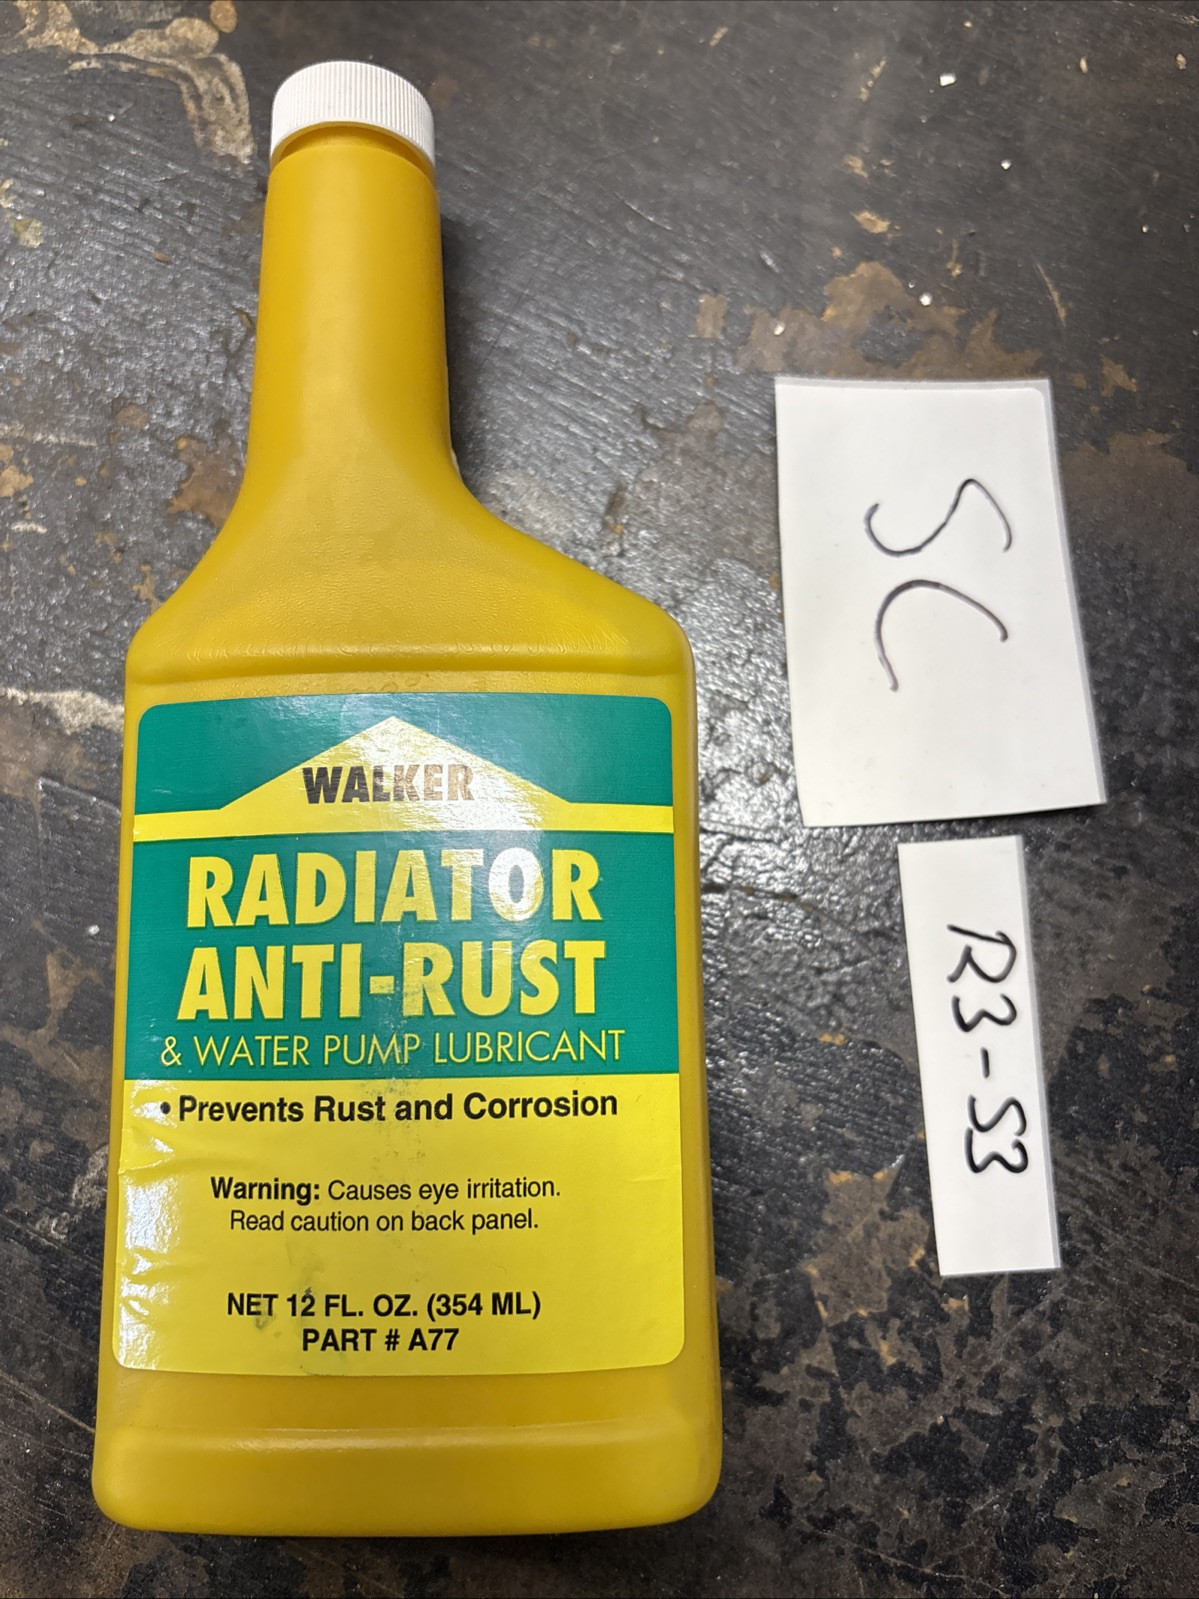 WALKER
RADIATOR
ANTI-RUST
& WATER PUMP LUBRICANT
• Prevents Rust and Corrosion
Warning: Causes eye irritation.
Read caution on back panel.
NET 12 FL. OZ. (354 ML)
PART # A77
SC
R3-S3